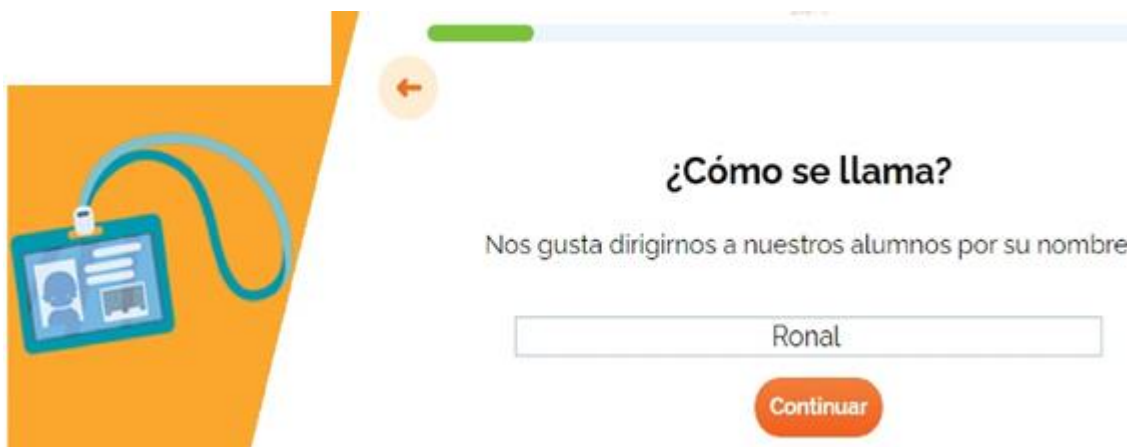 ¿Cómo se llama?
Nos gusta dirigirnos a nuestros alumnos por su nombre
Ronal
Continuar